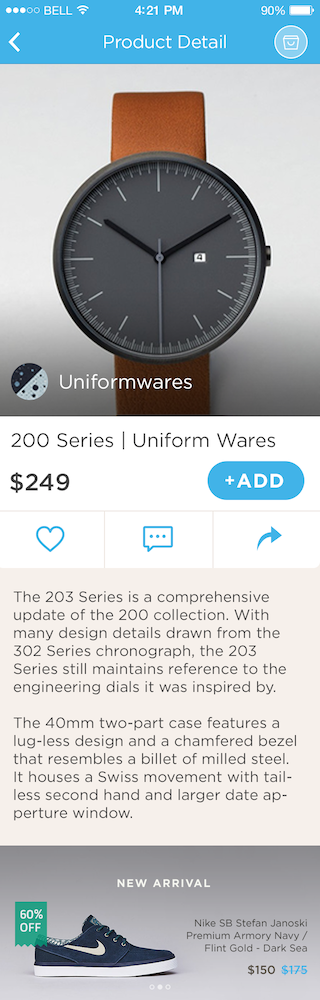 BELL 4:21 PM 90%
Product Detail
4
Uniformwares
200 Series | Uniform Wares
$249
+ADD
The 203 Series is a comprehensive
update of the 200 collection. With
many design details drawn from the
302 Series chronograph, the 203
Series still maintains reference to the
engineering dials it was inspired by.
The 40mm two-part case features a
lug-less design and a chamfered bezel
that resembles a billet of milled steel.
It houses a Swiss movement with tail-
less second hand and larger date ap-
perture window.
NEW ARRIVAL
60%
OFF
Nike SB Stefan Janoski
Premium Armory Navy /
Flint Gold - Dark Sea
$150 $175